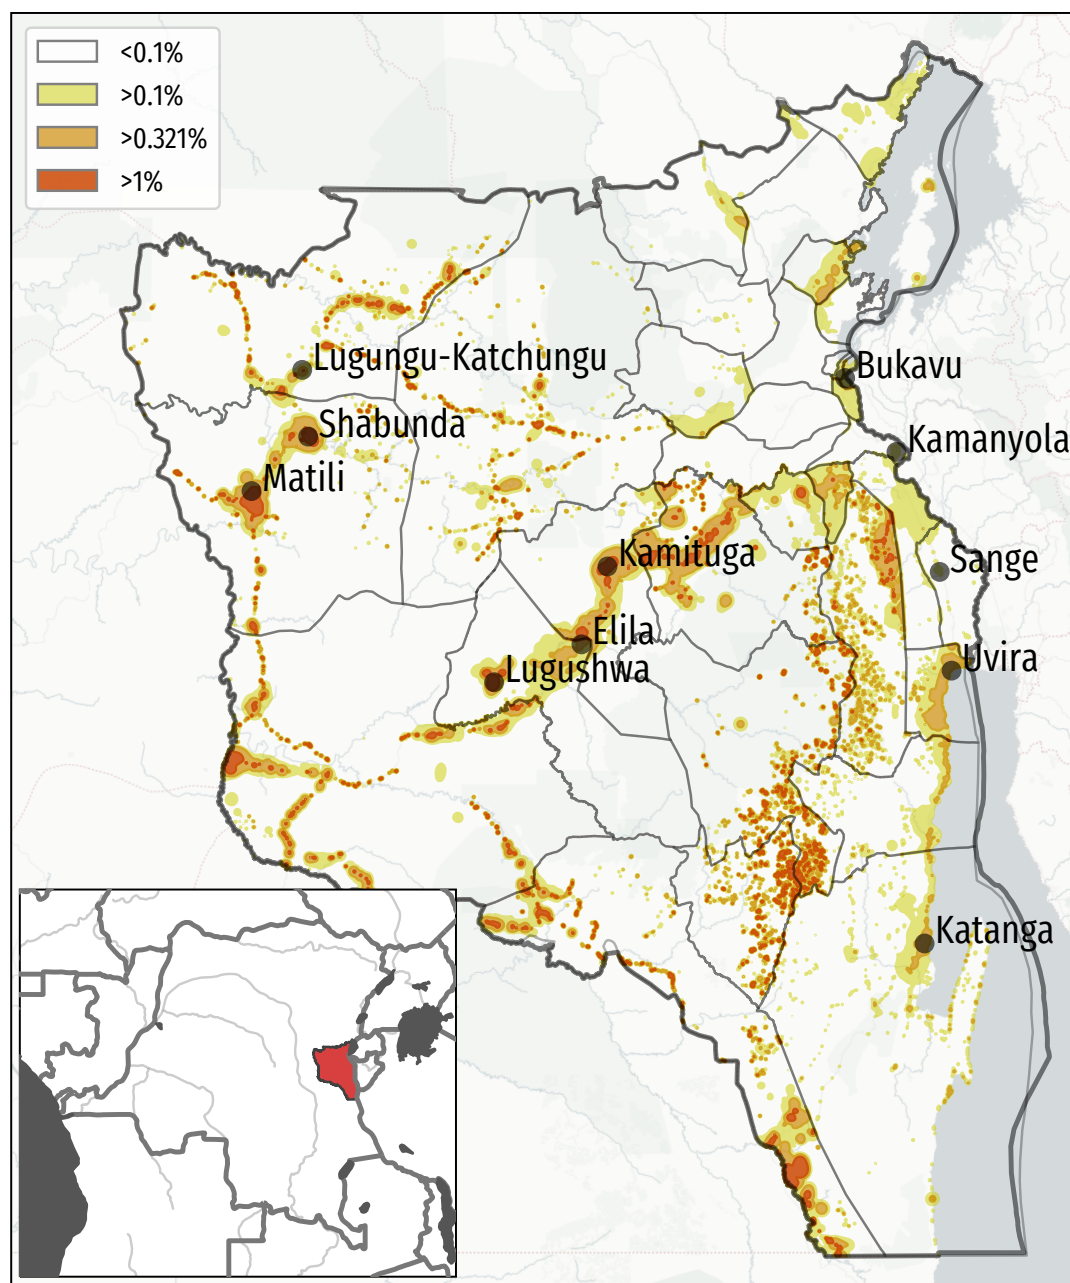 <0.1%
>0.1%
>0.321%
>1%
Lugungu-Katchungu
Bukavu
Shabunda
Kamanyola
Matili
Kamituga
Sange
Elila
Uvira
Lugushwa
Katanga